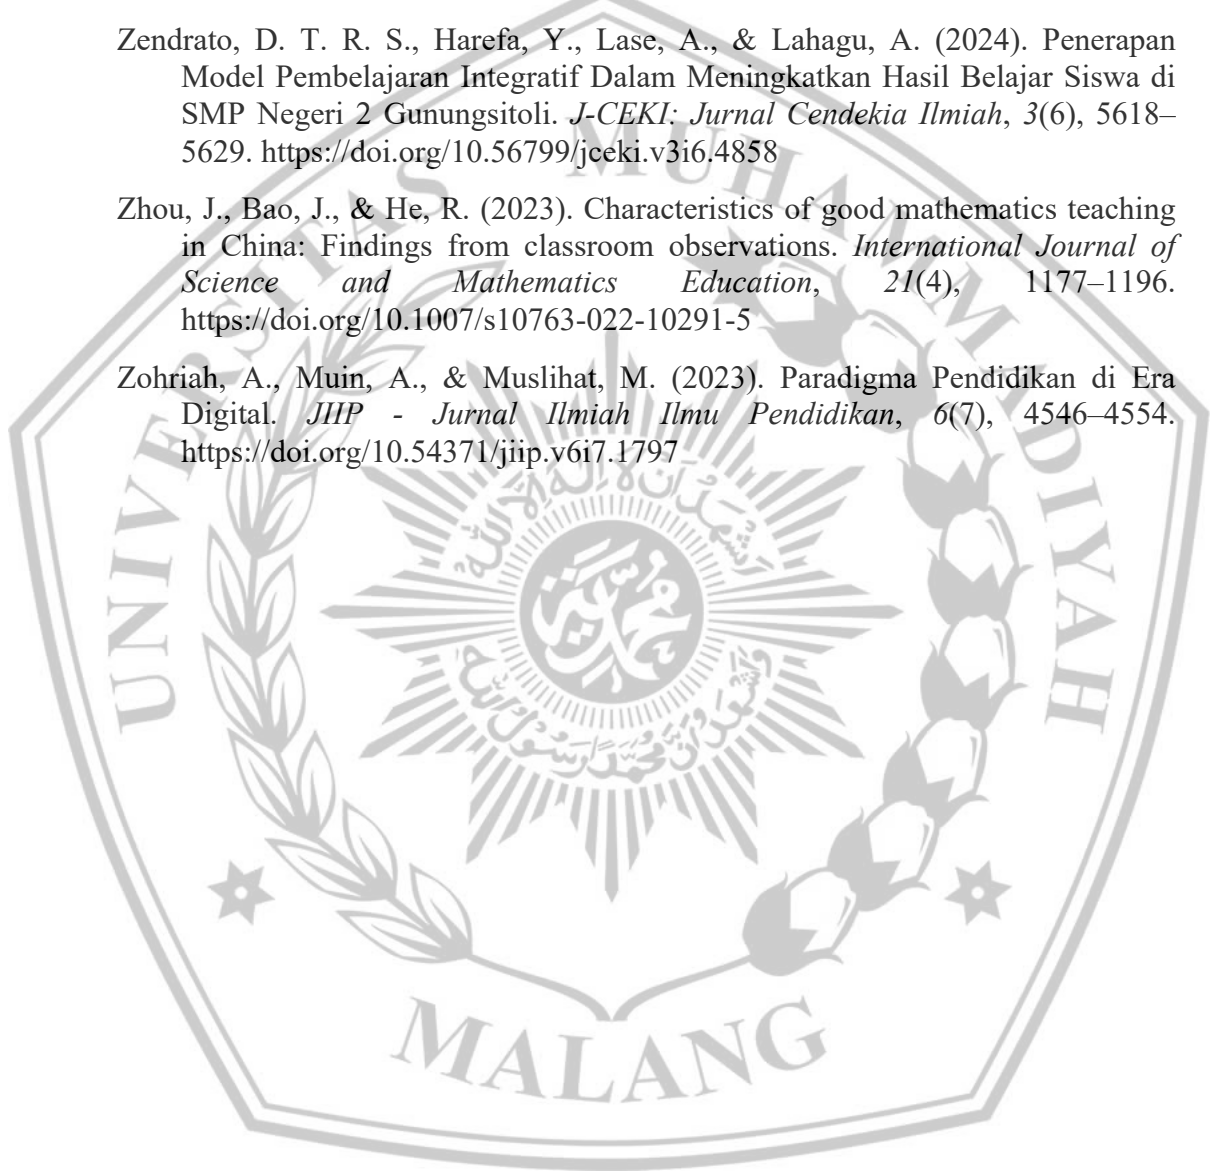 Zendrato, D. T. R. S., Harefa, Y., Lase, A., & Lahagu, A. (2024). Penerapan
Model Pembelajaran Integratif Dalam Meningkatkan Hasil Belajar Siswa di
SMP Negeri 2 Gunungsitoli. J-CEKI: Jurnal Cendekia Ilmiah, 3(6), 5618–
5629. https://doi.org/10.56799/jceki.v3i6.4858
Zhou, J., Bao, J., & He, R. (2023). Characteristics of good mathematics teaching
in China: Findings from classroom observations. International Journal of
Science and Mathematics Education, 21(4), 1177–1196.
https://doi.org/10.1007/s10763-022-10291-5
Zohriah, A., Muin, A., & Muslihat, M. (2023). Paradigma Pendidikan di Era
Digital. JIIP - Jurnal Ilmiah Ilmu Pendidikan, 6(7), 4546–4554.
https://doi.org/10.54371/jiip.v6i7.1797
UNIVERSITAS MUHAMMADIYAH
MALANG